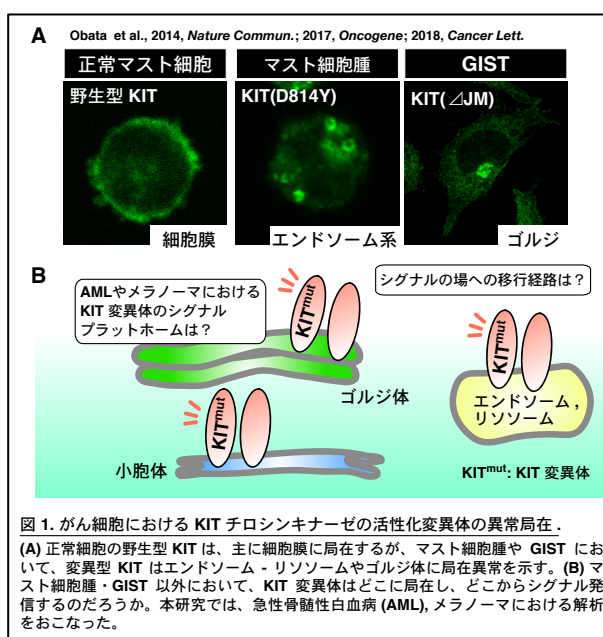 A Obata et al., 2014, Nature Commun.; 2017, Oncogene; 2018, Cancer Lett.
正常マスト細胞 マスト細胞腫 GIST
野生型 KIT KIT(D814Y) KIT(⊿JM)
細胞膜 エンドソーム系 ゴルジ
B
AMLやメラノーマにおける
KIT 変異体のシグナル
プラットホームは？
シグナルの場への移行経路は？
KITmut
ゴルジ体
KITmut
小胞体
KITmut
エンドソーム ,
リソソーム
KITmut: KIT 変異体
図 1. がん細胞における KIT チロシンキナーゼの活性化変異体の異常局在 .
(A) 正常細胞の野生型 KIT は、主に細胞膜に局在するが、マスト細胞腫や GIST にお
いて、変異型 KIT はエンドソーム - リソソームやゴルジ体に局在異常を示す。(B) マ
スト細胞腫・GIST 以外において、KIT 変異体はどこに局在し、どこからシグナル発
信するのだろうか。本研究では、急性骨髄性白血病 (AML), メラノーマにおける解析
をおこなった。